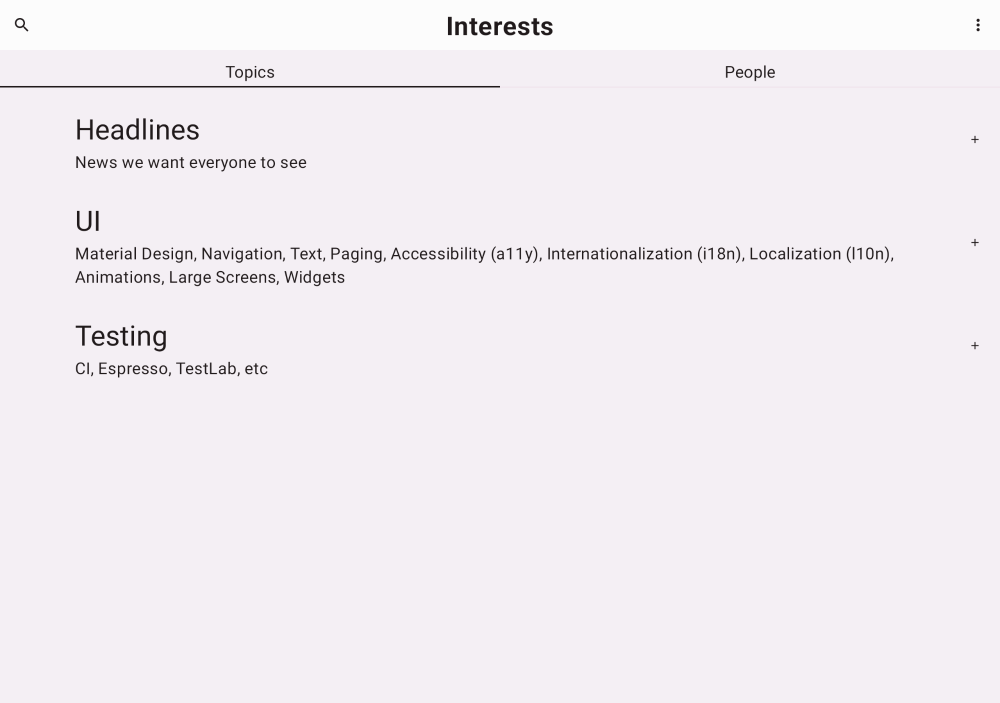 Interests
Topics
People
Headlines
News we want everyone to see
+
UI
Material Design, Navigation, Text, Paging, Accessibility (a11y), Internationalization (i18n), Localization (l10n),
Animations, Large Screens, Widgets
+
Testing
CI, Espresso, TestLab, etc
+